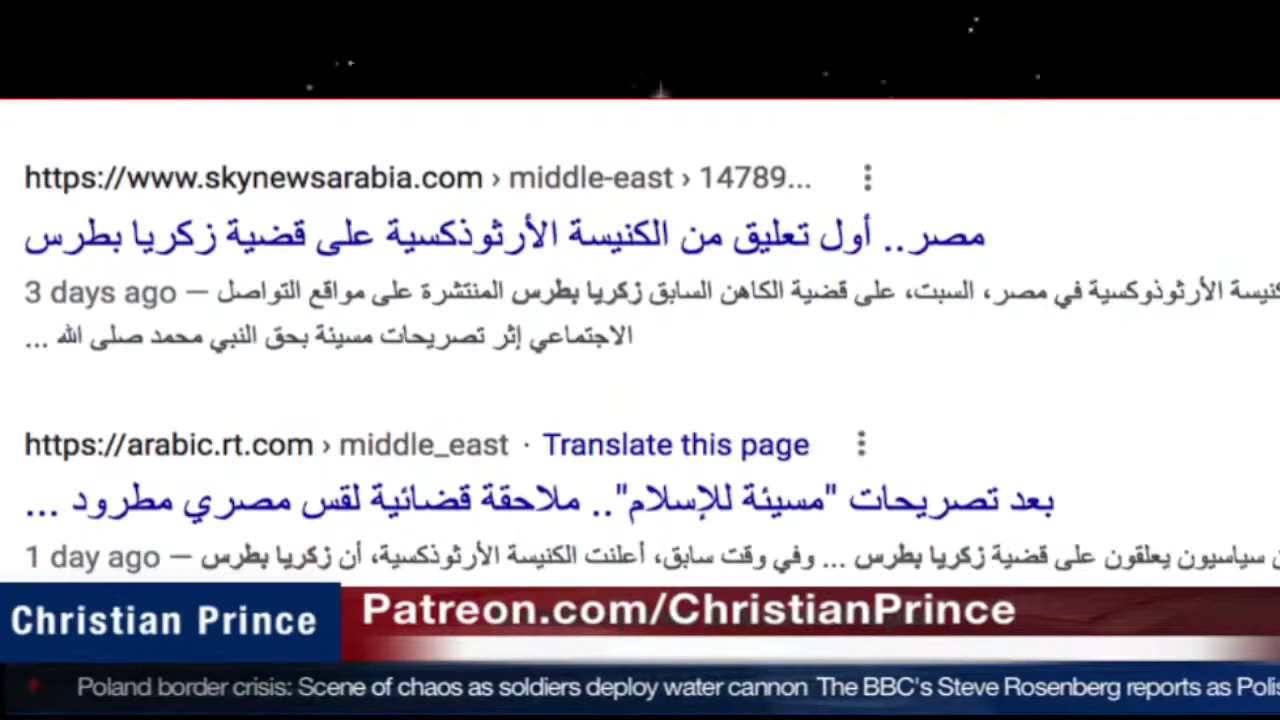 https://www.skynewsarabia.com › middle-east › 14789...
مصر.. أول تعليق من الكنيسة الأرثوذكسية على قضية زكريا بطرس
3 days ago — كنيسة الأرثوذوكسية في مصر، السبت، على قضية الكاهن السابق زكريا بطرس المنتشرة على مواقع التواصل
الاجتماعي إثر تصريحات مسيئة بحق النبي محمد صلى الله ...
https://arabic.rt.com › middle_east · Translate this page
بعد تصريحات "مسيئة للإسلام".. ملاحقة قضائية لقس مصري مطرود ...
1 day ago — سياسيون يعلقون على قضية زكريا بطرس ... وفي وقت سابق، أعلنت الكنيسة الأرثوذكسية، أن زكريا بطرس
Christian Prince
Patreon.com/ChristianPrince
Poland border crisis: Scene of chaos as soldiers deploy water cannon The BBC's Steve Rosenberg reports as Polis